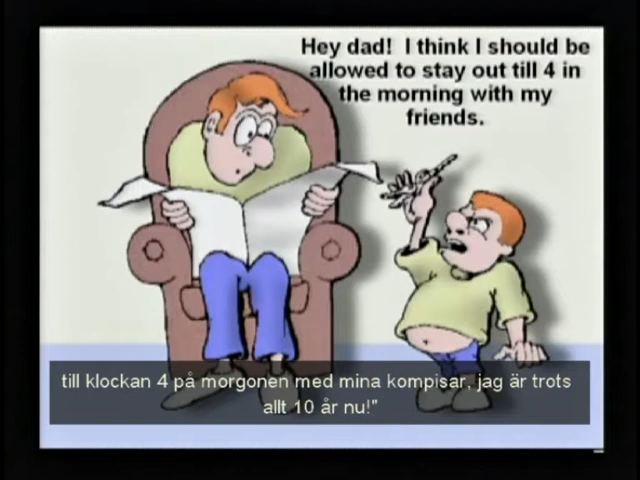 Hey dad!  I think I should be
allowed to stay out till 4 in
the morning with my
friends.
till klockan 4 på morgonen med mina kompisar, jag är trots
allt 10 år nu!"